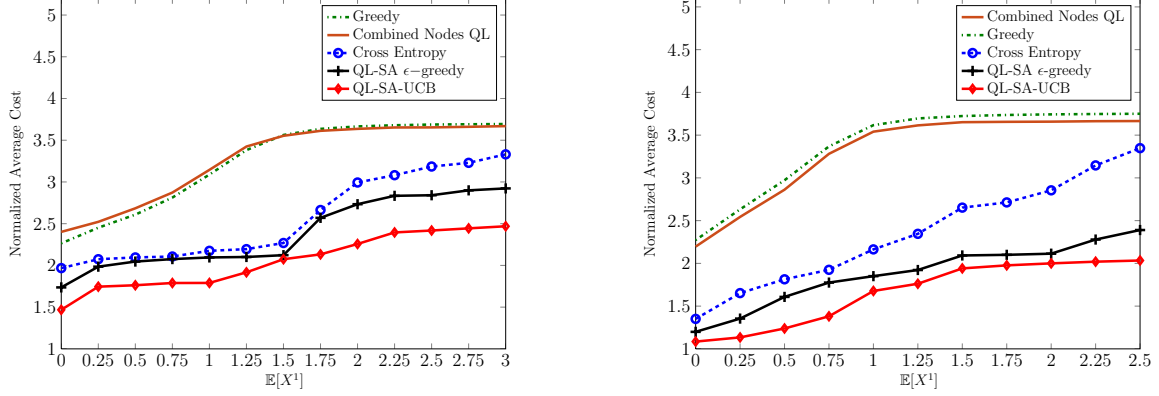 Greedy
Combined Nodes QL
Cross Entropy
QL-SA ϵ−greedy
QL-SA-UCB
Normalized Average Cost
5
4.5
4
3.5
3
2.5
2
1.5
1
0 0.25 0.5 0.75 1 1.25 1.5 1.75 2 2.25 2.5 2.75 3
𝔼[X¹]
Combined Nodes QL
Greedy
Cross Entropy
QL-SA ϵ-greedy
QL-SA-UCB
Normalized Average Cost
5
4.5
4
3.5
3
2.5
2
1.5
1
0 0.25 0.5 0.75 1 1.25 1.5 1.75 2 2.25 2.5
𝔼[X¹]